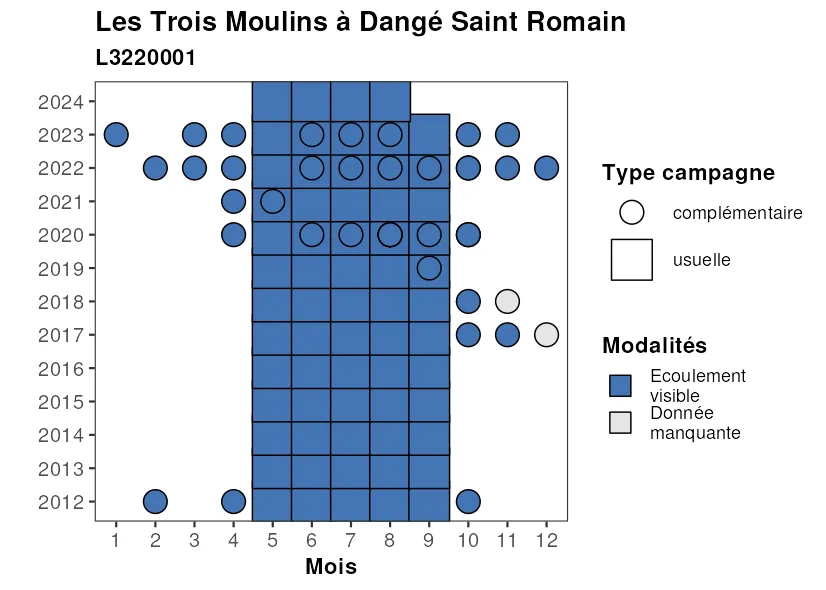 Les Trois Moulins à Dangé Saint Romain
L3220001
2024
2023
2022
2021
2020
2019
2018
2017
2016
2015
2014
2013
2012
1 2 3 4 5 6 7 8 9 10 11 12
Mois
Type campagne
complémentaire
usuelle
Modalités
Ecoulement
visible
Donnée
manquante